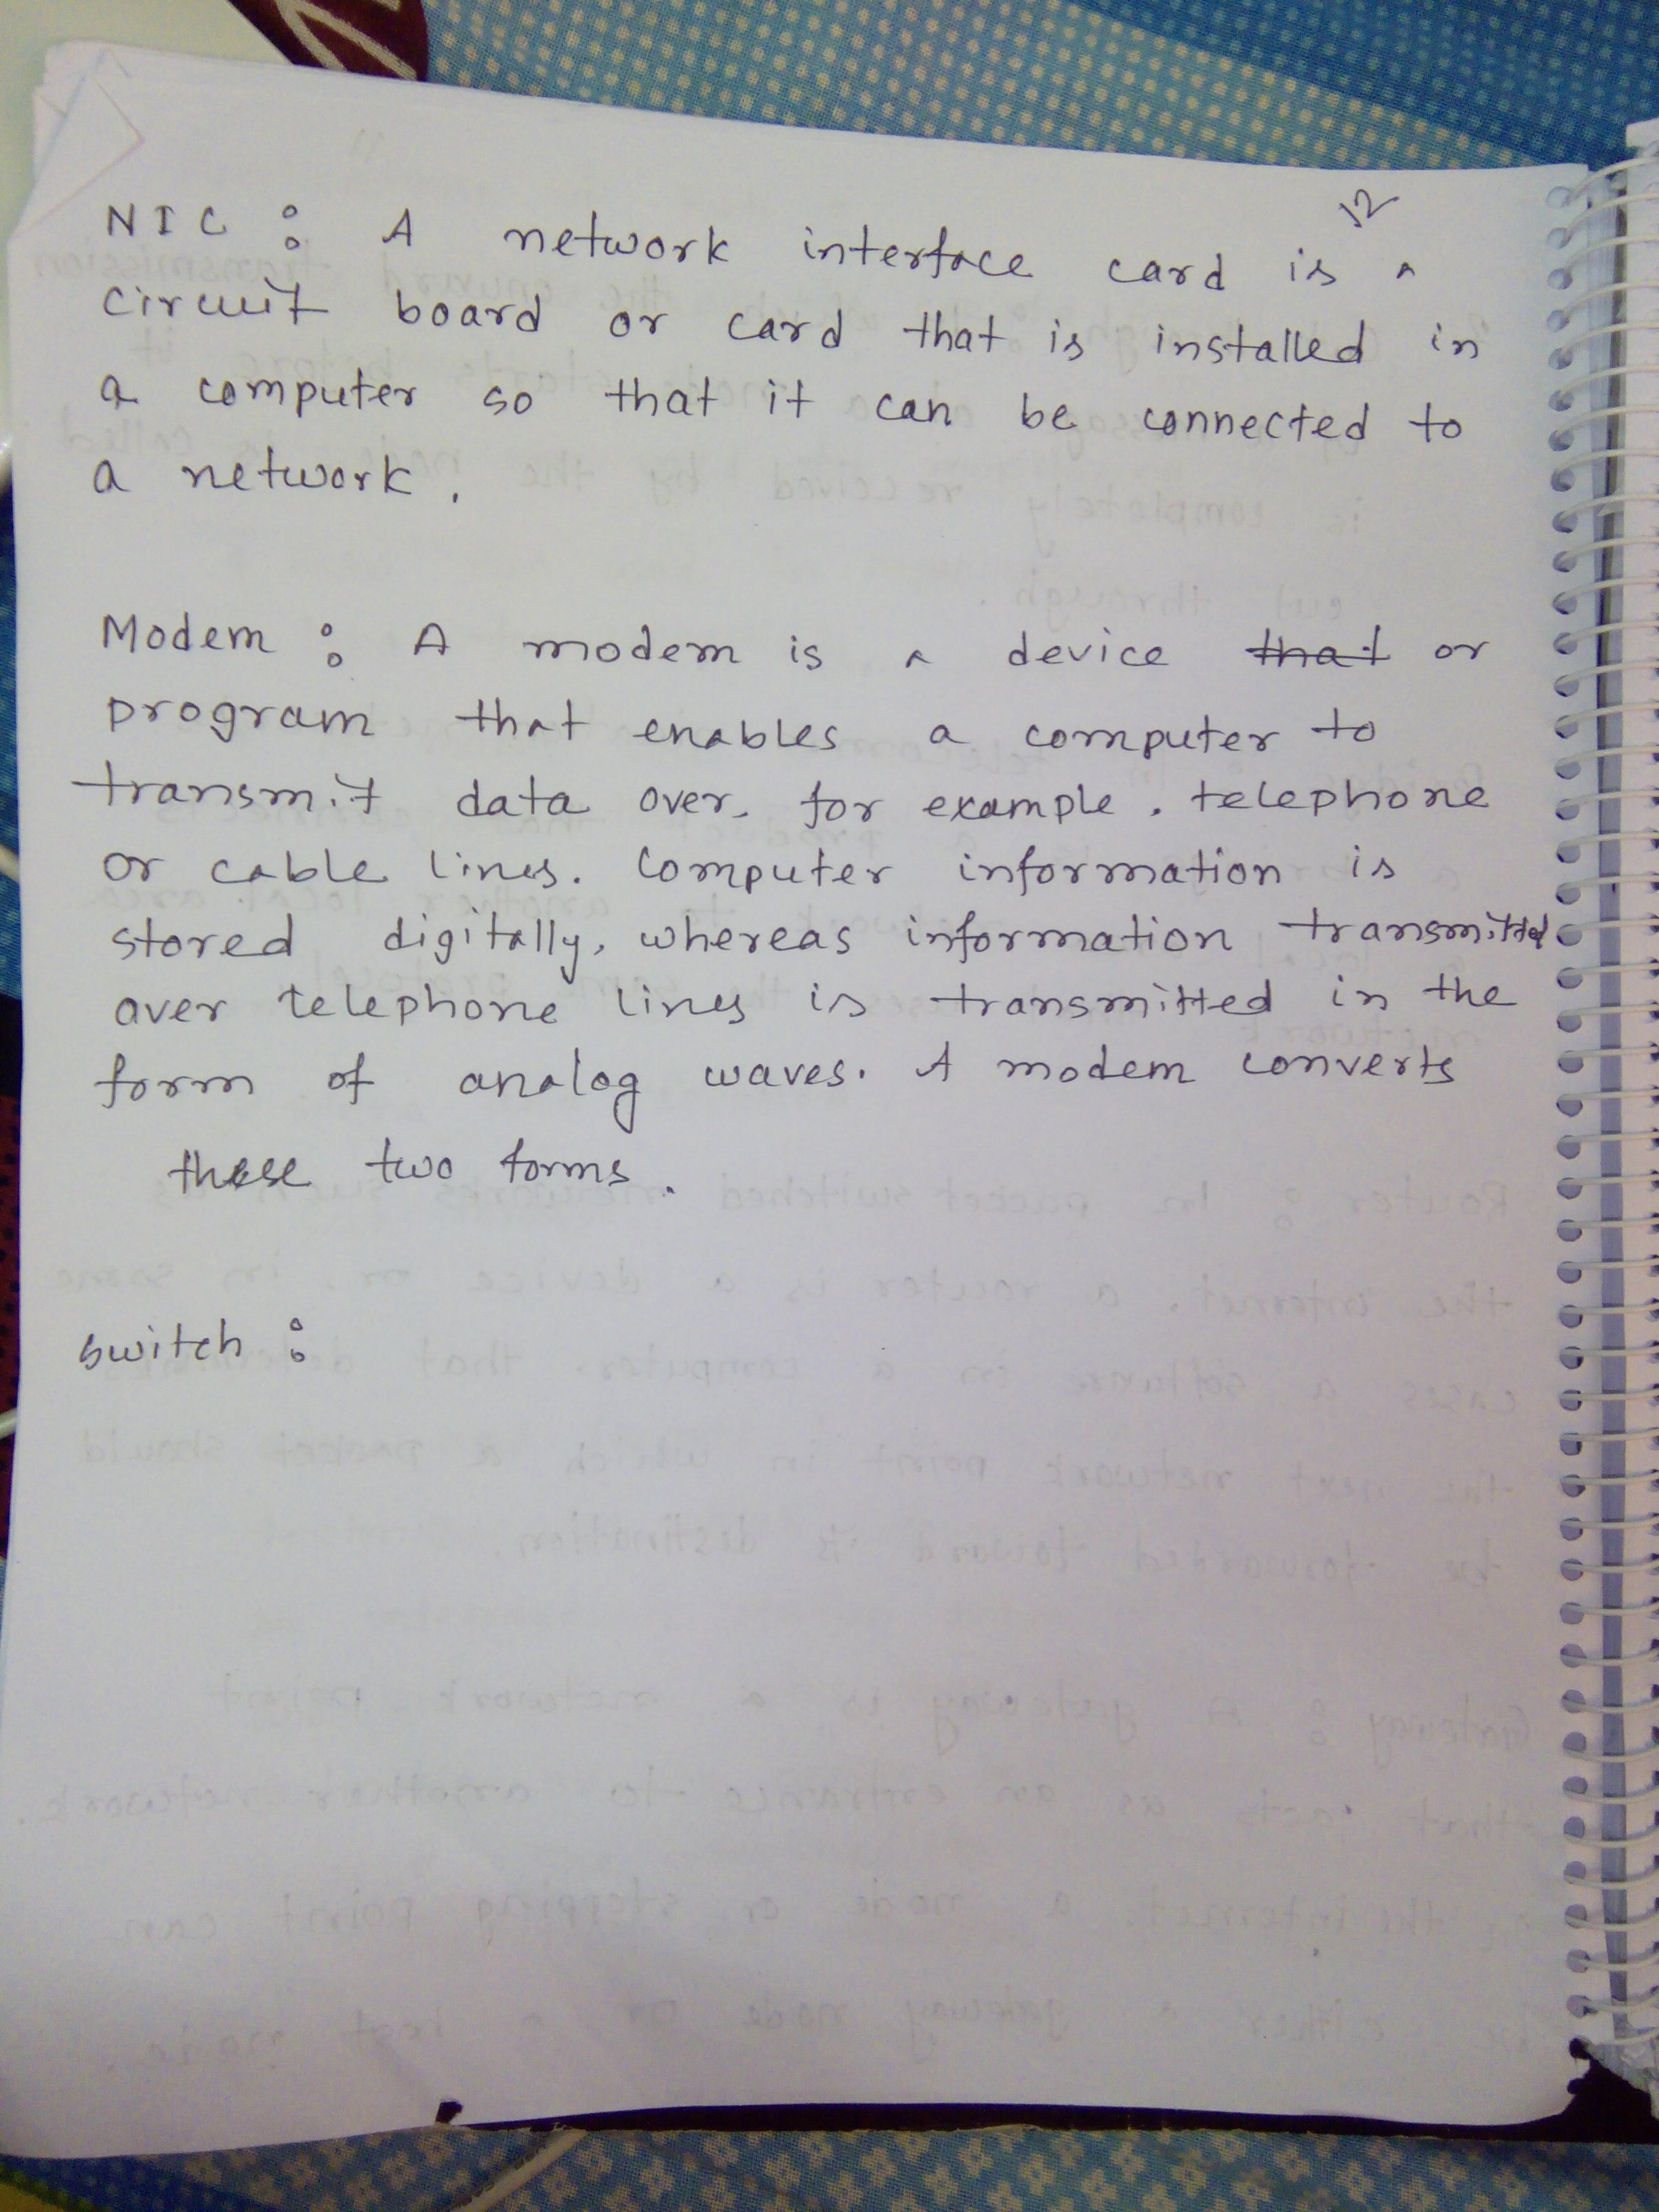 12
NIC : A network interface card is a
circuit board or card that is installed in
a computer so that it can be connected to
a network.
Modem : A modem is a device that or
program that enables a computer to
transmit data over, for example, telephone
or cable lines. Computer information is
stored digitally, whereas information transmitted
over telephone lines is transmitted in the
form of analog waves. A modem converts
these two forms.
switch :